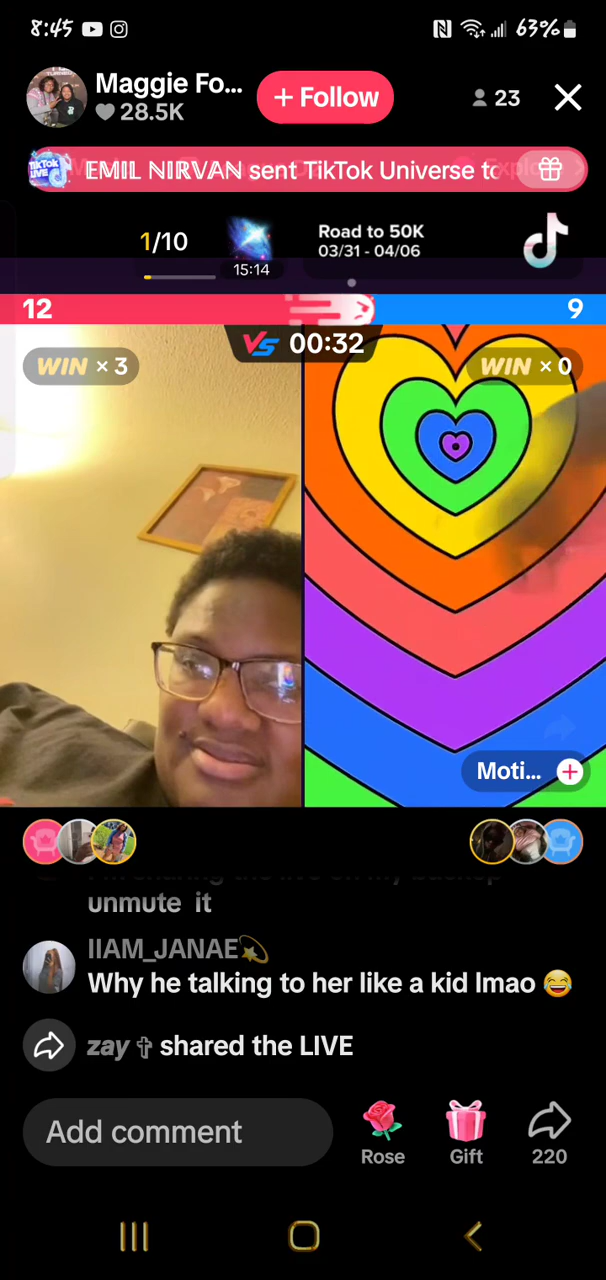 8:45
63%
Maggie Fo...
28.5K
+ Follow
23
EMIL NIRVAN sent TikTok Universe to
TikTok
LIVE
1/10
15:14
Road to 50K
03/31 - 04/06
12
9
VS 00:32
WIN × 3
WIN × 0
Moti...
unmute it
IIAM_JANAE💫
Why he talking to her like a kid lmao 😂
zay ✞ shared the LIVE
Add comment
Rose
Gift
220